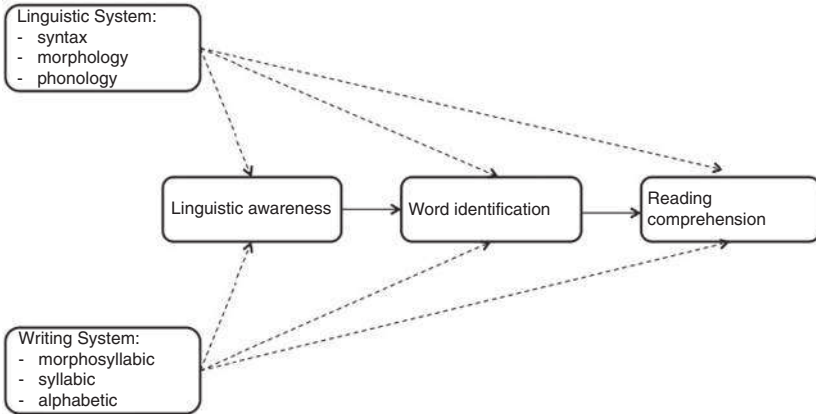 Linguistic System:
- syntax
- morphology
- phonology
Linguistic awareness
Word identification
Reading
comprehension
Writing System:
- morphosyllabic
- syllabic
- alphabetic